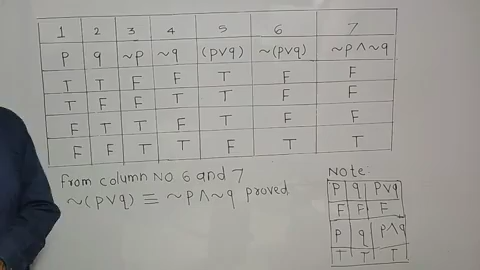 1 2 3 4 5 6 7
p q ~p ~q (p∨q) ~(p∨q) ~p∧~q
T T F F T F F
T F F T T F F
F T T F T F F
F F T T F T T
from column NO 6 and 7
~(p∨q) ≡ ~p∧~q proved
Note:
P q p∨q
F F F
P q p∧q
T T T